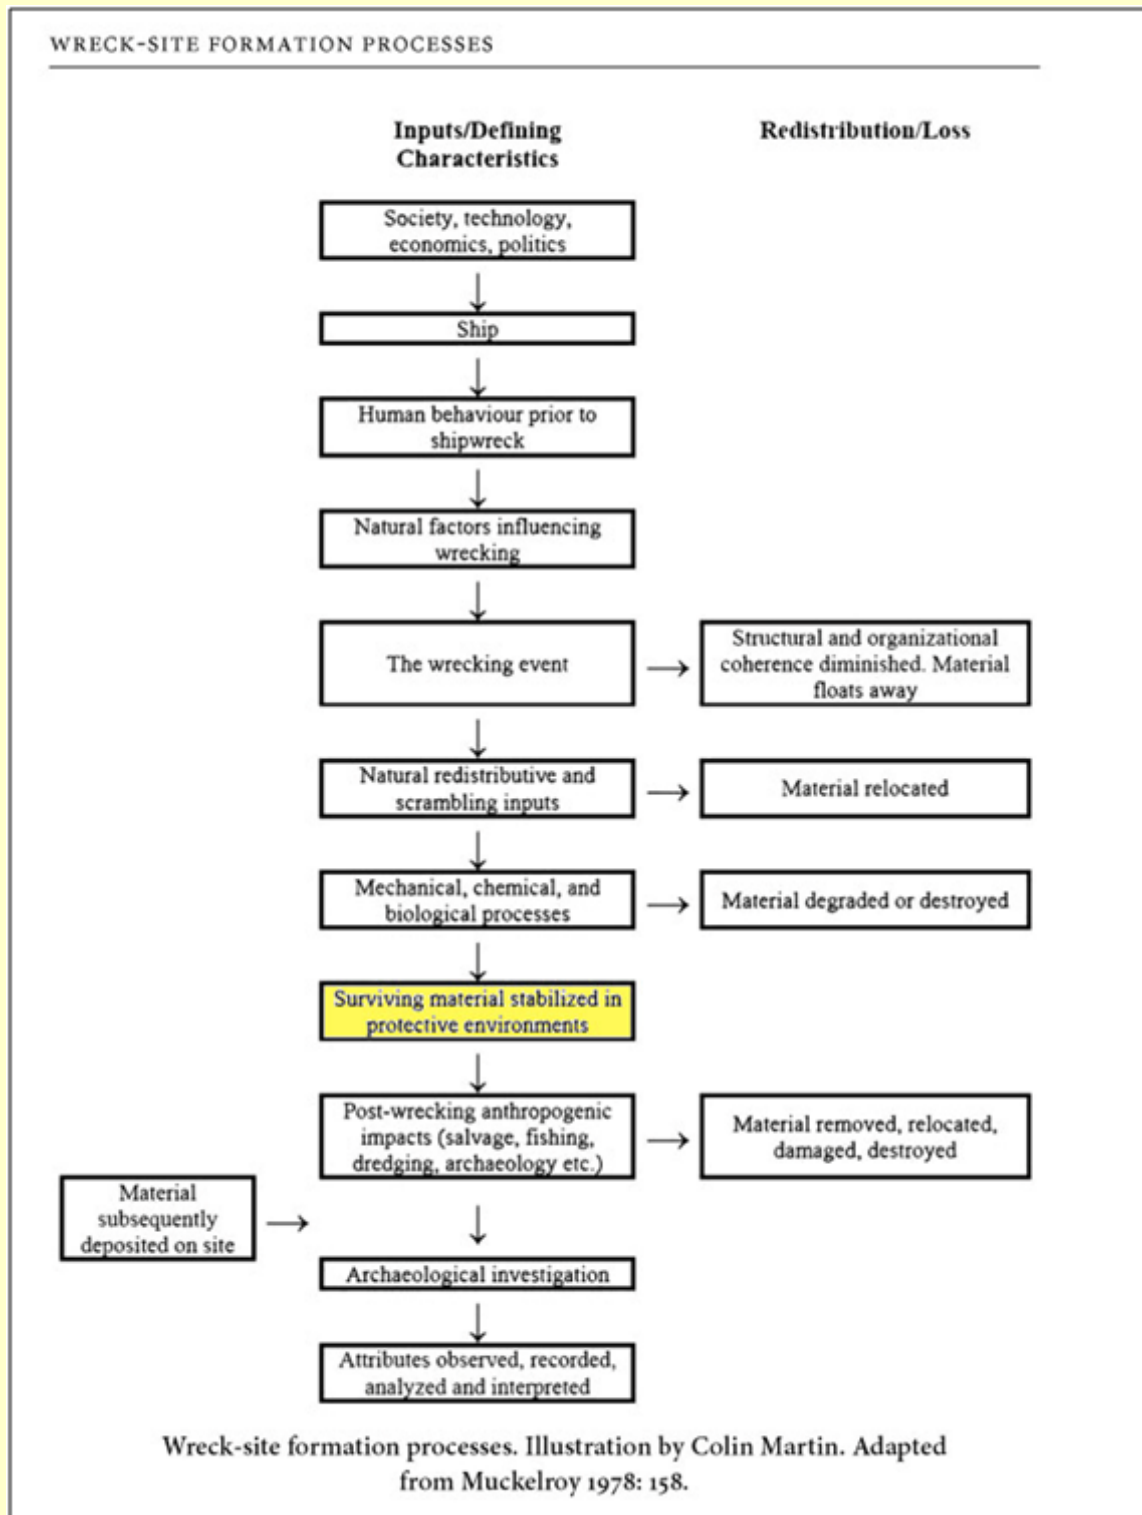 WRECK-SITE FORMATION PROCESSES
Inputs/Defining
Characteristics
Redistribution/Loss
Society, technology,
economics, politics
Ship
Human behaviour prior to
shipwreck
Natural factors influencing
wrecking
The wrecking event
Structural and organizational
coherence diminished. Material
floats away
Natural redistributive and
scrambling inputs
Material relocated
Mechanical, chemical, and
biological processes
Material degraded or destroyed
Surviving material stabilized in
protective environments
Post-wrecking anthropogenic
impacts (salvage, fishing,
dredging, archaeology etc.)
Material removed, relocated,
damaged, destroyed
Material
subsequently
deposited on site
Archaeological investigation
Attributes observed, recorded,
analyzed and interpreted
Wreck-site formation processes. Illustration by Colin Martin. Adapted
from Muckelroy 1978: 158.